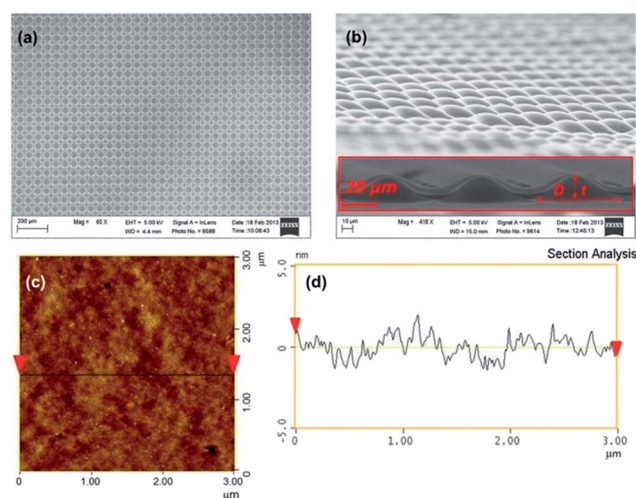 (a)
200 μm
Mag = 60 X
EHT = 5.00 kV
WD = 4.4 mm
Signal A = InLens
Photo No. = 9588
Date :18 Feb 2013
Time :10:08:43
ZEISS
(b)
20 μm
D
t
10 μm
Mag = 418 X
EHT = 5.00 kV
WD = 15.0 mm
Signal A = InLens
Photo No. = 9614
Date :18 Feb 2013
Time :12:46:13
ZEISS
(c)
3.00
μm
2.00
1.00
0
0
1.00
2.00
3.00
μm
Section Analysis
(d)
nm
5.0
0
-5.0
1.00
2.00
3.00
μm